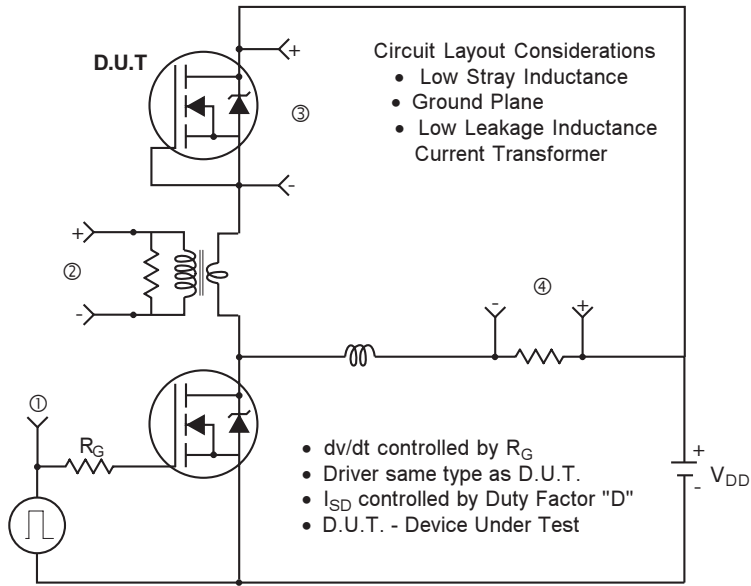 D.U.T
+
Circuit Layout Considerations
• Low Stray Inductance
• Ground Plane
• Low Leakage Inductance
Current Transformer
③
-
+
②
-
④
-
+
①
R_G
• dv/dt controlled by R_G
• Driver same type as D.U.T.
• I_SD controlled by Duty Factor "D"
• D.U.T. - Device Under Test
+
V_DD
-